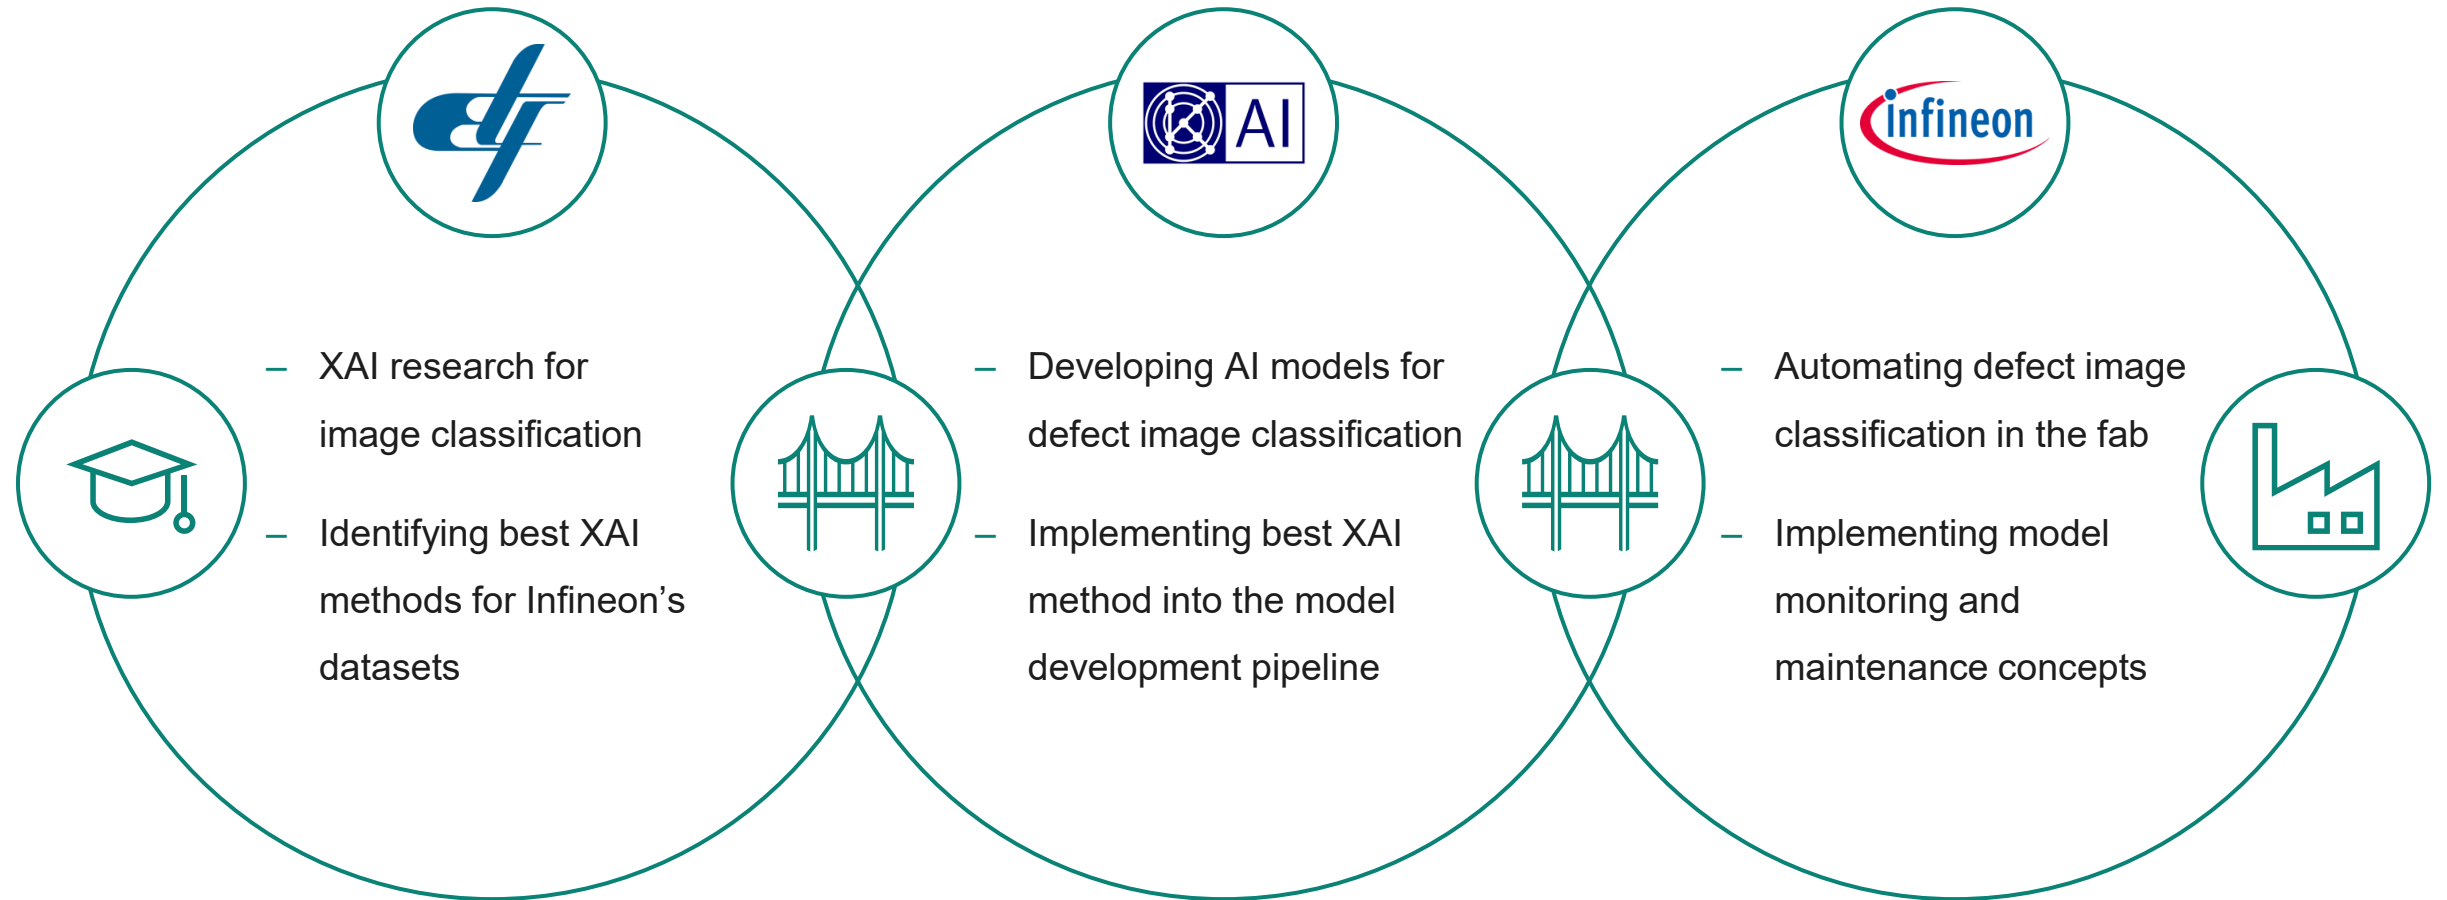 AI
infineon
– XAI research for
image classification
– Identifying best XAI
methods for Infineon’s
datasets
– Developing AI models for
defect image classification
– Implementing best XAI
method into the model
development pipeline
– Automating defect image
classification in the fab
– Implementing model
monitoring and
maintenance concepts